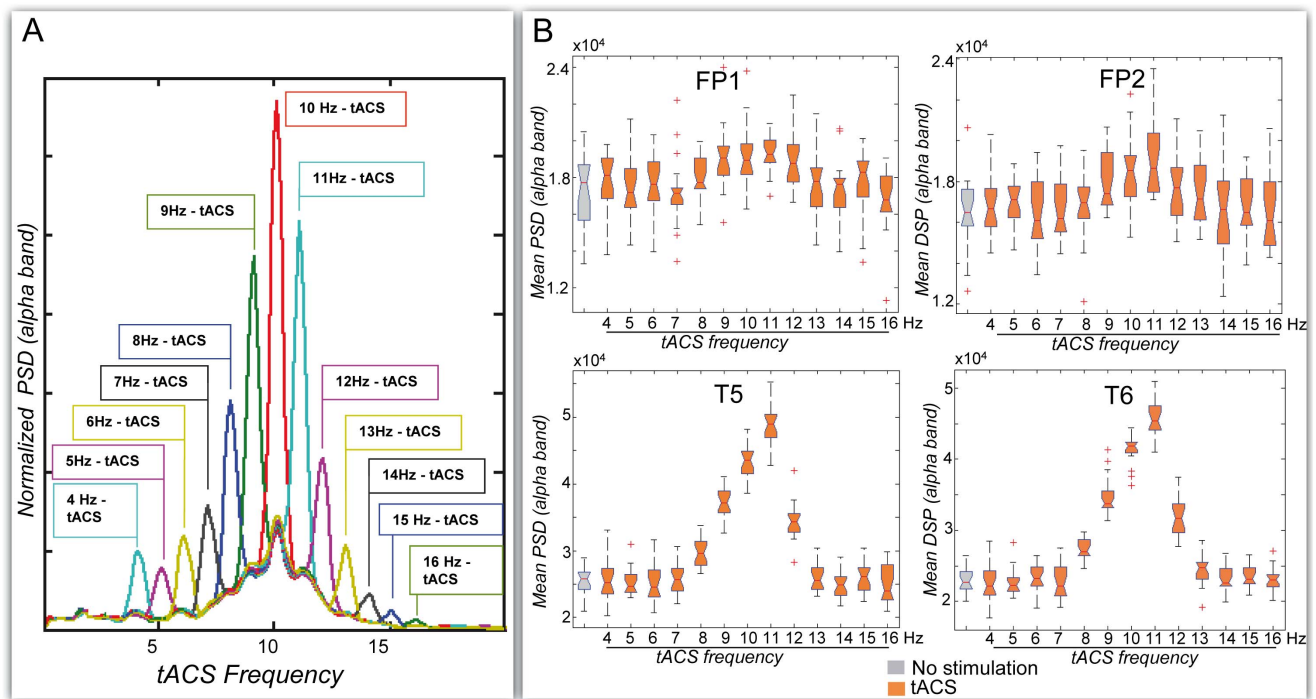 A
10 Hz - tACS
11Hz - tACS
9Hz - tACS
8Hz - tACS
7Hz - tACS
12Hz - tACS
6Hz - tACS
13Hz - tACS
5Hz - tACS
14Hz - tACS
4 Hz -
tACS
15 Hz - tACS
16 Hz -
tACS
Normalized PSD (alpha band)
5 10 15
tACS Frequency
B
x10⁴
FP1
Mean PSD (alpha band)
2.4
1.8
1.2
4 5 6 7 8 9 10 11 12 13 14 15 16 Hz
tACS frequency
x10⁴
FP2
Mean DSP (alpha band)
2.4
1.8
1.2
4 5 6 7 8 9 10 11 12 13 14 15 16 Hz
tACS frequency
x10⁴
T5
Mean PSD (alpha band)
5
4
3
2
4 5 6 7 8 9 10 11 12 13 14 15 16 Hz
tACS frequency
x10⁴
T6
Mean DSP (alpha band)
5
4
3
2
4 5 6 7 8 9 10 11 12 13 14 15 16 Hz
tACS frequency
No stimulation
tACS